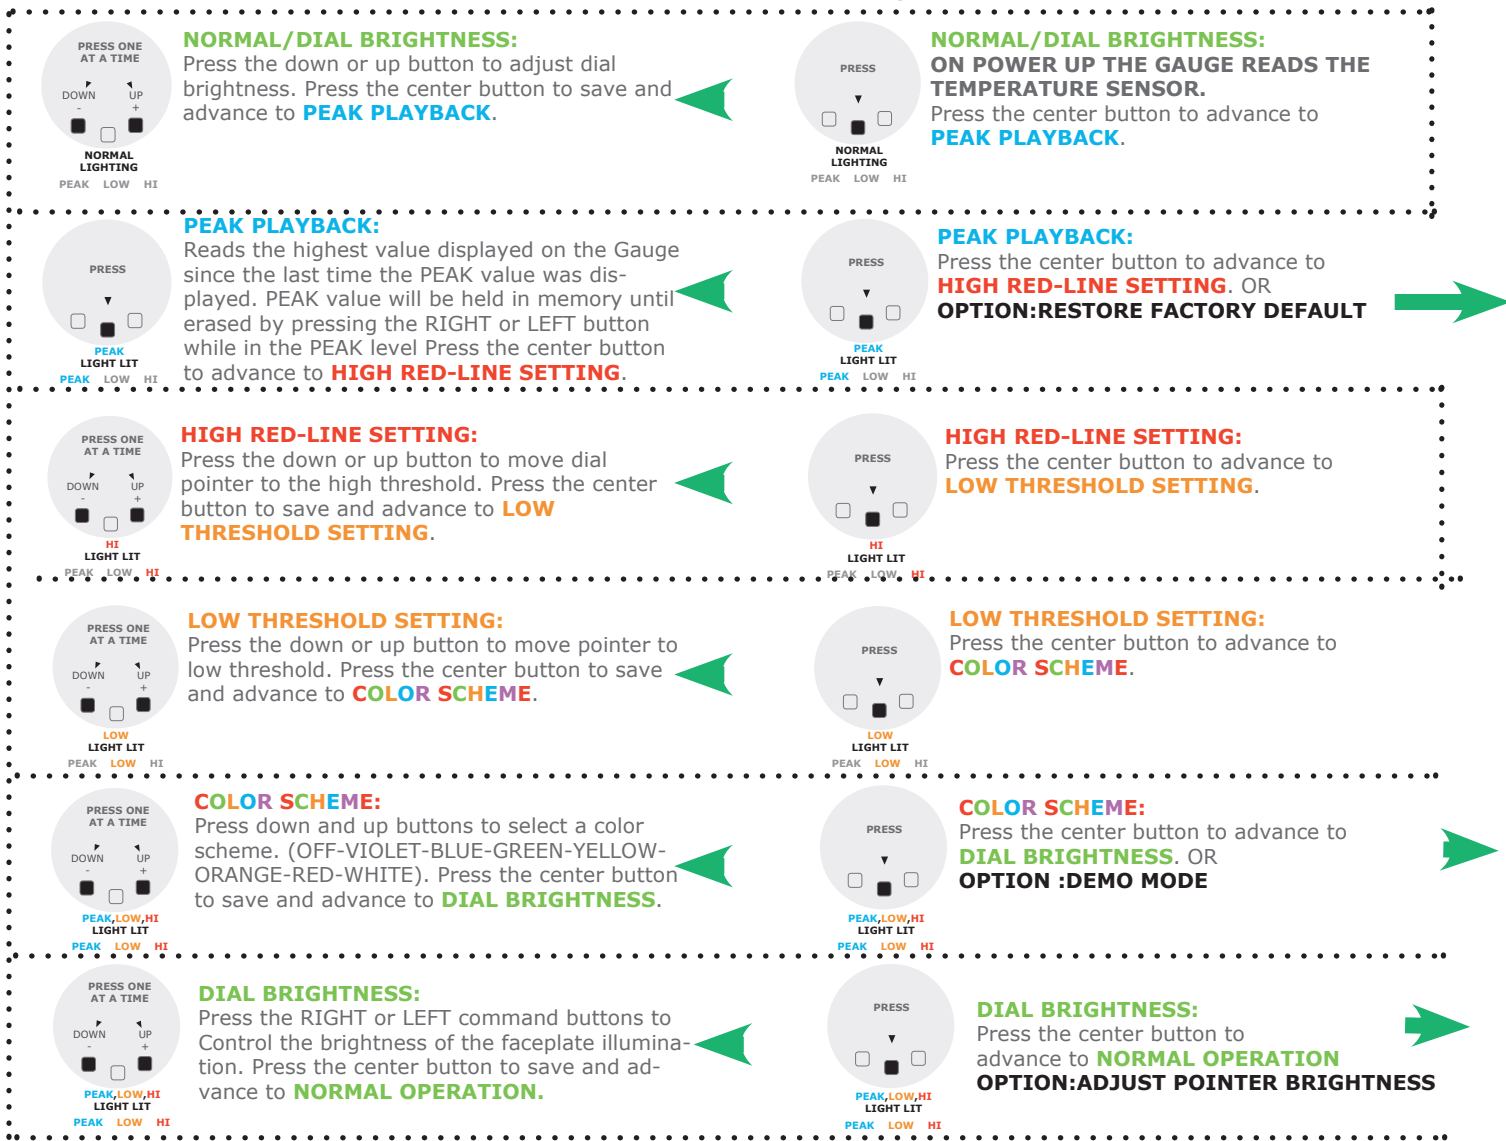 PRESS ONE
AT A TIME
DOWN UP
- +
NORMAL
LIGHTING
PEAK LOW HI
NORMAL/DIAL BRIGHTNESS:
Press the down or up button to adjust dial
brightness. Press the center button to save and
advance to PEAK PLAYBACK.
PRESS
NORMAL
LIGHTING
PEAK LOW HI
NORMAL/DIAL BRIGHTNESS:
ON POWER UP THE GAUGE READS THE
TEMPERATURE SENSOR.
Press the center button to advance to
PEAK PLAYBACK.
PRESS
PEAK
LIGHT LIT
PEAK LOW HI
PEAK PLAYBACK:
Reads the highest value displayed on the Gauge
since the last time the PEAK value was dis-
played. PEAK value will be held in memory until
erased by pressing the RIGHT or LEFT button
while in the PEAK level Press the center button
to advance to HIGH RED-LINE SETTING.
PRESS
PEAK
LIGHT LIT
PEAK LOW HI
PEAK PLAYBACK:
Press the center button to advance to
HIGH RED-LINE SETTING. OR
OPTION:RESTORE FACTORY DEFAULT
PRESS ONE
AT A TIME
DOWN UP
- +
HI
LIGHT LIT
PEAK LOW HI
HIGH RED-LINE SETTING:
Press the down or up button to move dial
pointer to the high threshold. Press the center
button to save and advance to LOW
THRESHOLD SETTING.
PRESS
HI
LIGHT LIT
PEAK LOW HI
HIGH RED-LINE SETTING:
Press the center button to advance to
LOW THRESHOLD SETTING.
PRESS ONE
AT A TIME
DOWN UP
- +
LOW
LIGHT LIT
PEAK LOW HI
LOW THRESHOLD SETTING:
Press the down or up button to move pointer to
low threshold. Press the center button to save
and advance to COLOR SCHEME.
PRESS
LOW
LIGHT LIT
PEAK LOW HI
LOW THRESHOLD SETTING:
Press the center button to advance to
COLOR SCHEME.
PRESS ONE
AT A TIME
DOWN UP
- +
PEAK,LOW,HI
LIGHT LIT
PEAK LOW HI
COLOR SCHEME:
Press down and up buttons to select a color
scheme. (OFF-VIOLET-BLUE-GREEN-YELLOW-
ORANGE-RED-WHITE). Press the center button
to save and advance to DIAL BRIGHTNESS.
PRESS
PEAK,LOW,HI
LIGHT LIT
PEAK LOW HI
COLOR SCHEME:
Press the center button to advance to
DIAL BRIGHTNESS. OR
OPTION :DEMO MODE
PRESS ONE
AT A TIME
DOWN UP
- +
PEAK,LOW,HI
LIGHT LIT
PEAK LOW HI
DIAL BRIGHTNESS:
Press the RIGHT or LEFT command buttons to
Control the brightness of the faceplate illumina-
tion. Press the center button to save and ad-
vance to NORMAL OPERATION.
PRESS
PEAK,LOW,HI
LIGHT LIT
PEAK LOW HI
DIAL BRIGHTNESS:
Press the center button to
advance to NORMAL OPERATION
OPTION:ADJUST POINTER BRIGHTNESS